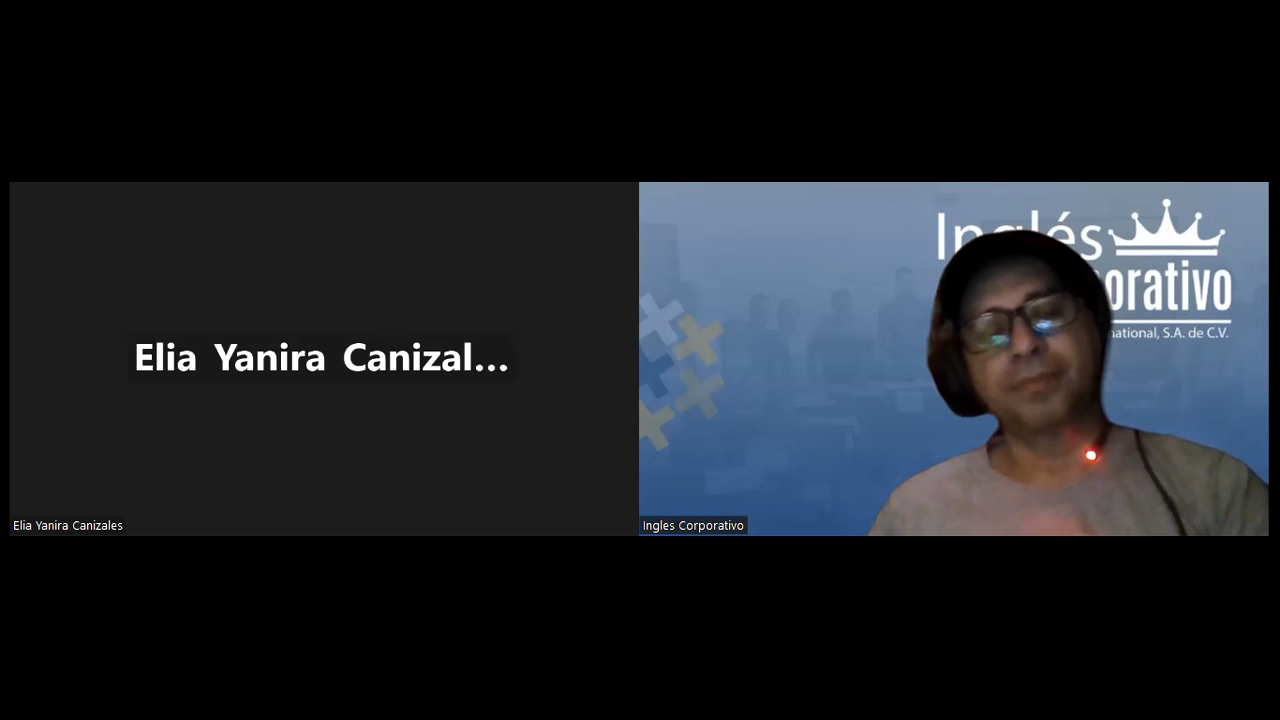 Elia Yanira Canizal...
Elia Yanira Canizales
Inglés
orativo
national, S.A. de C.V.
Ingles Corporativo